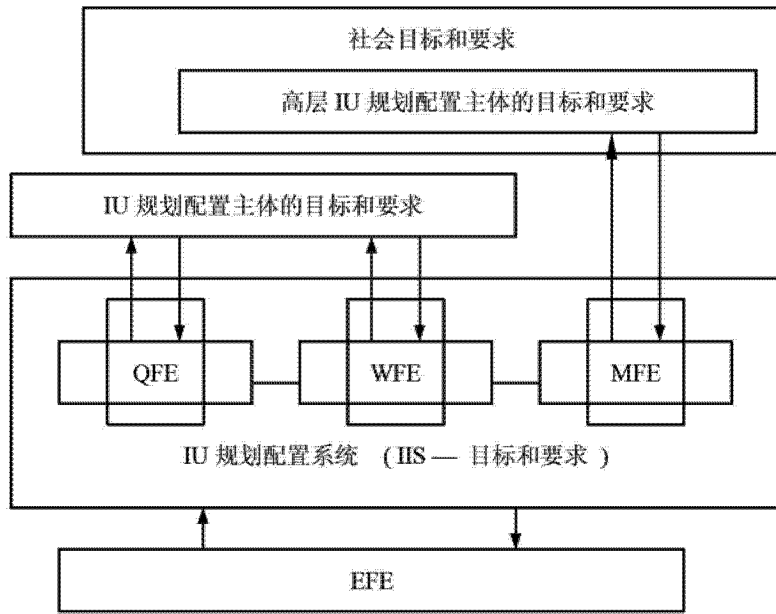 社会目标和要求
高层 IU 规划配置主体的目标和要求
IU 规划配置主体的目标和要求
QFE
WFE
MFE
IU 规划配置系统 (IIS — 目标和要求)
EFE